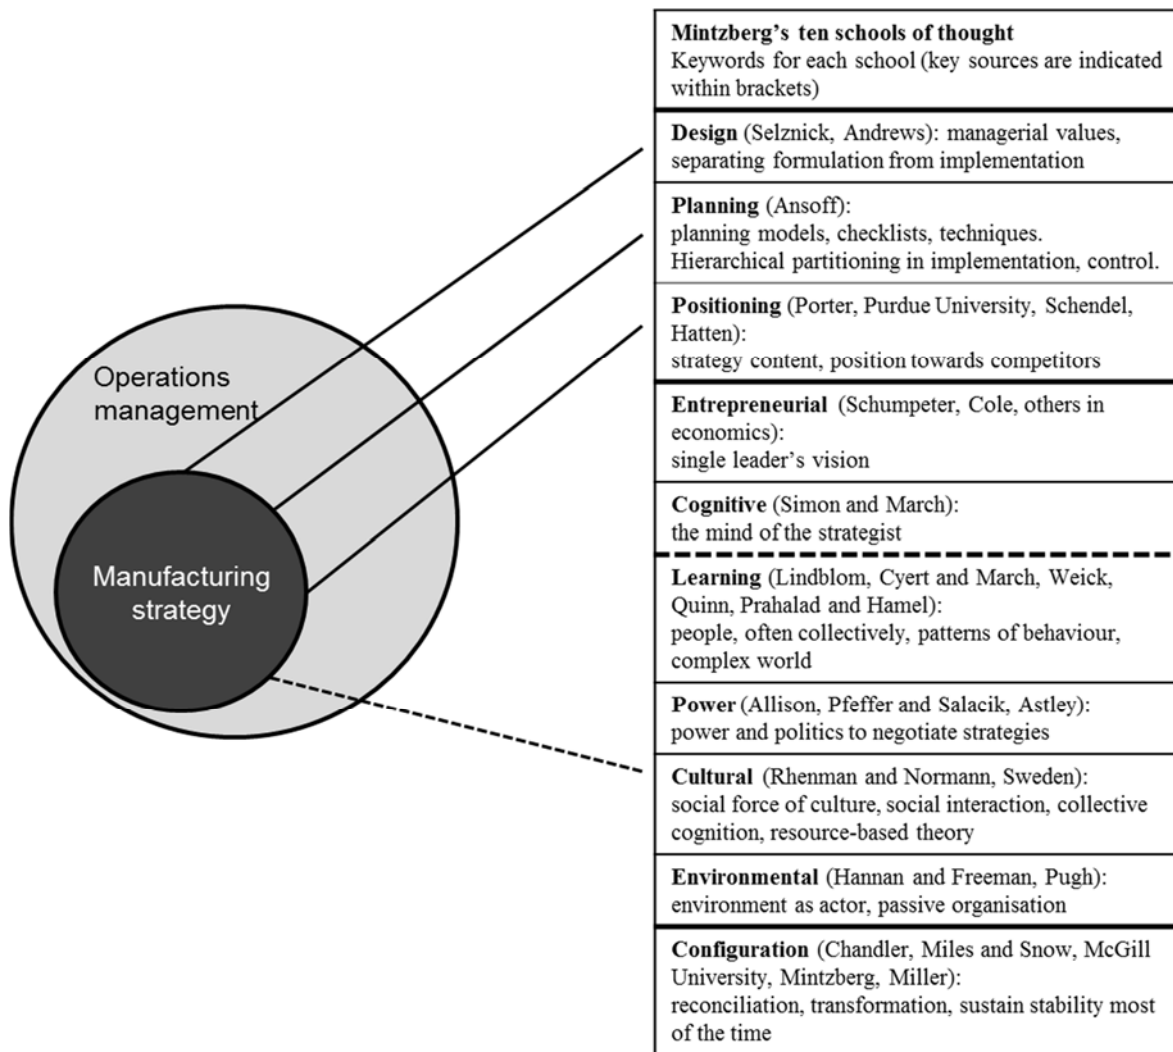 Mintzberg’s ten schools of thought
Keywords for each school (key sources are indicated
within brackets)
Design (Selznick, Andrews): managerial values,
separating formulation from implementation
Planning (Ansoff):
planning models, checklists, techniques.
Hierarchical partitioning in implementation, control.
Positioning (Porter, Purdue University, Schendel,
Hatten):
strategy content, position towards competitors
Entrepreneurial (Schumpeter, Cole, others in
economics):
single leader’s vision
Cognitive (Simon and March):
the mind of the strategist
Learning (Lindblom, Cyert and March, Weick,
Quinn, Prahalad and Hamel):
people, often collectively, patterns of behaviour,
complex world
Power (Allison, Pfeffer and Salacik, Astley):
power and politics to negotiate strategies
Cultural (Rhenman and Normann, Sweden):
social force of culture, social interaction, collective
cognition, resource-based theory
Environmental (Hannan and Freeman, Pugh):
environment as actor, passive organisation
Configuration (Chandler, Miles and Snow, McGill
University, Mintzberg, Miller):
reconciliation, transformation, sustain stability most
of the time
Operations
management
Manufacturing
strategy